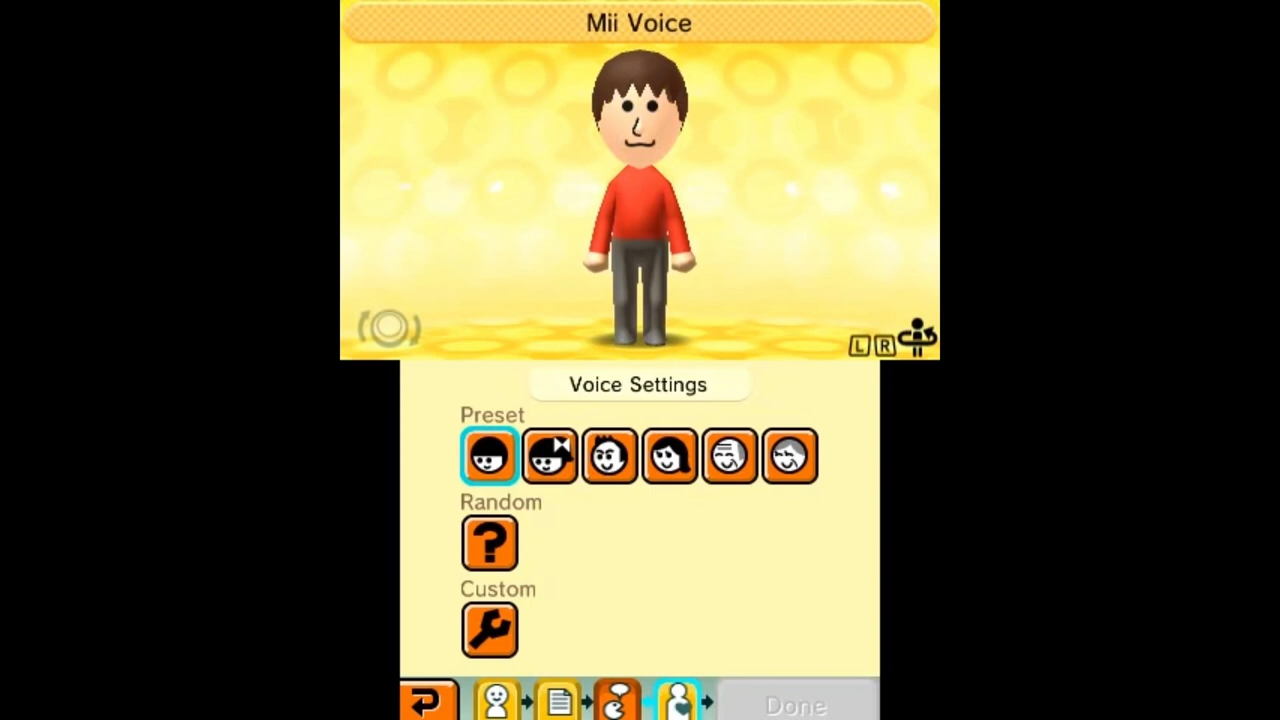 Mii Voice
L R
Voice Settings
Preset
Random
?
Custom
Done